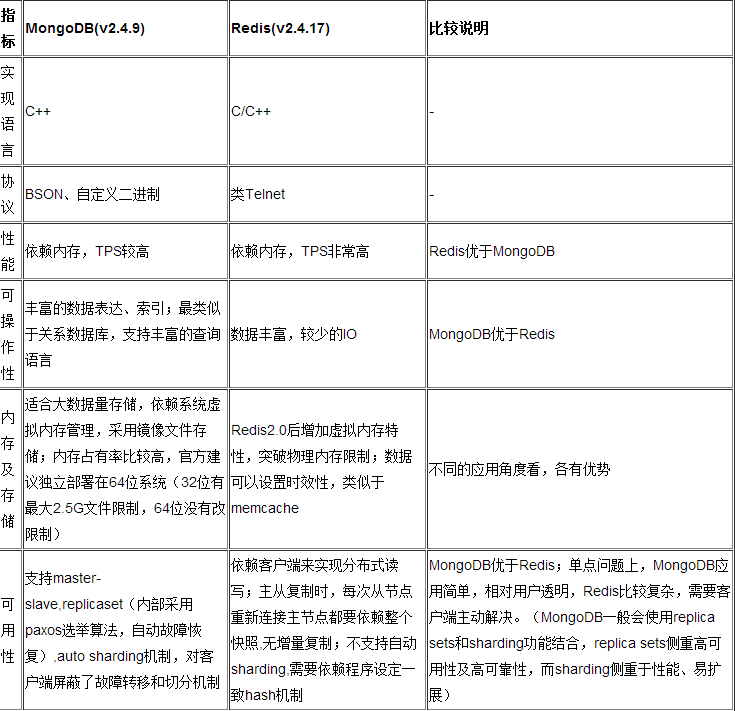 指
标
MongoDB(v2.4.9)
Redis(v2.4.17)
比较说明
实
现
语
言
C++
C/C++
-
协
议
BSON、自定义二进制
类Telnet
-
性
能
依赖内存，TPS较高
依赖内存，TPS非常高
Redis优于MongoDB
可
操
作
性
丰富的数据表达、索引；最类似
于关系数据库，支持丰富的查询
语言
数据丰富，较少的IO
MongoDB优于Redis
内
存
及
存
储
适合大数据量存储，依赖系统虚
拟内存管理，采用镜像文件存
储；内存占有率比较高，官方建
议独立部署在64位系统（32位有
最大2.5G文件限制，64位没有改
限制）
Redis2.0后增加虚拟内存特
性，突破物理内存限制；数据
可以设置时效性，类似于
memcache
不同的应用角度看，各有优势
可
用
性
支持master-
slave,replicaset（内部采用
paxos选举算法，自动故障恢
复）,auto sharding机制，对客
户端屏蔽了故障转移和切分机制
依赖客户端来实现分布式读
写；主从复制时，每次从节点
重新连接主节点都要依赖整个
快照,无增量复制；不支持自动
sharding,需要依赖程序设定一
致hash机制
MongoDB优于Redis；单点问题上，MongoDB应
用简单，相对用户透明，Redis比较复杂，需要客
户端主动解决。（MongoDB一般会使用replica
sets和sharding功能结合，replica sets侧重高可
用性及高可靠性，而sharding侧重于性能、易扩
展）